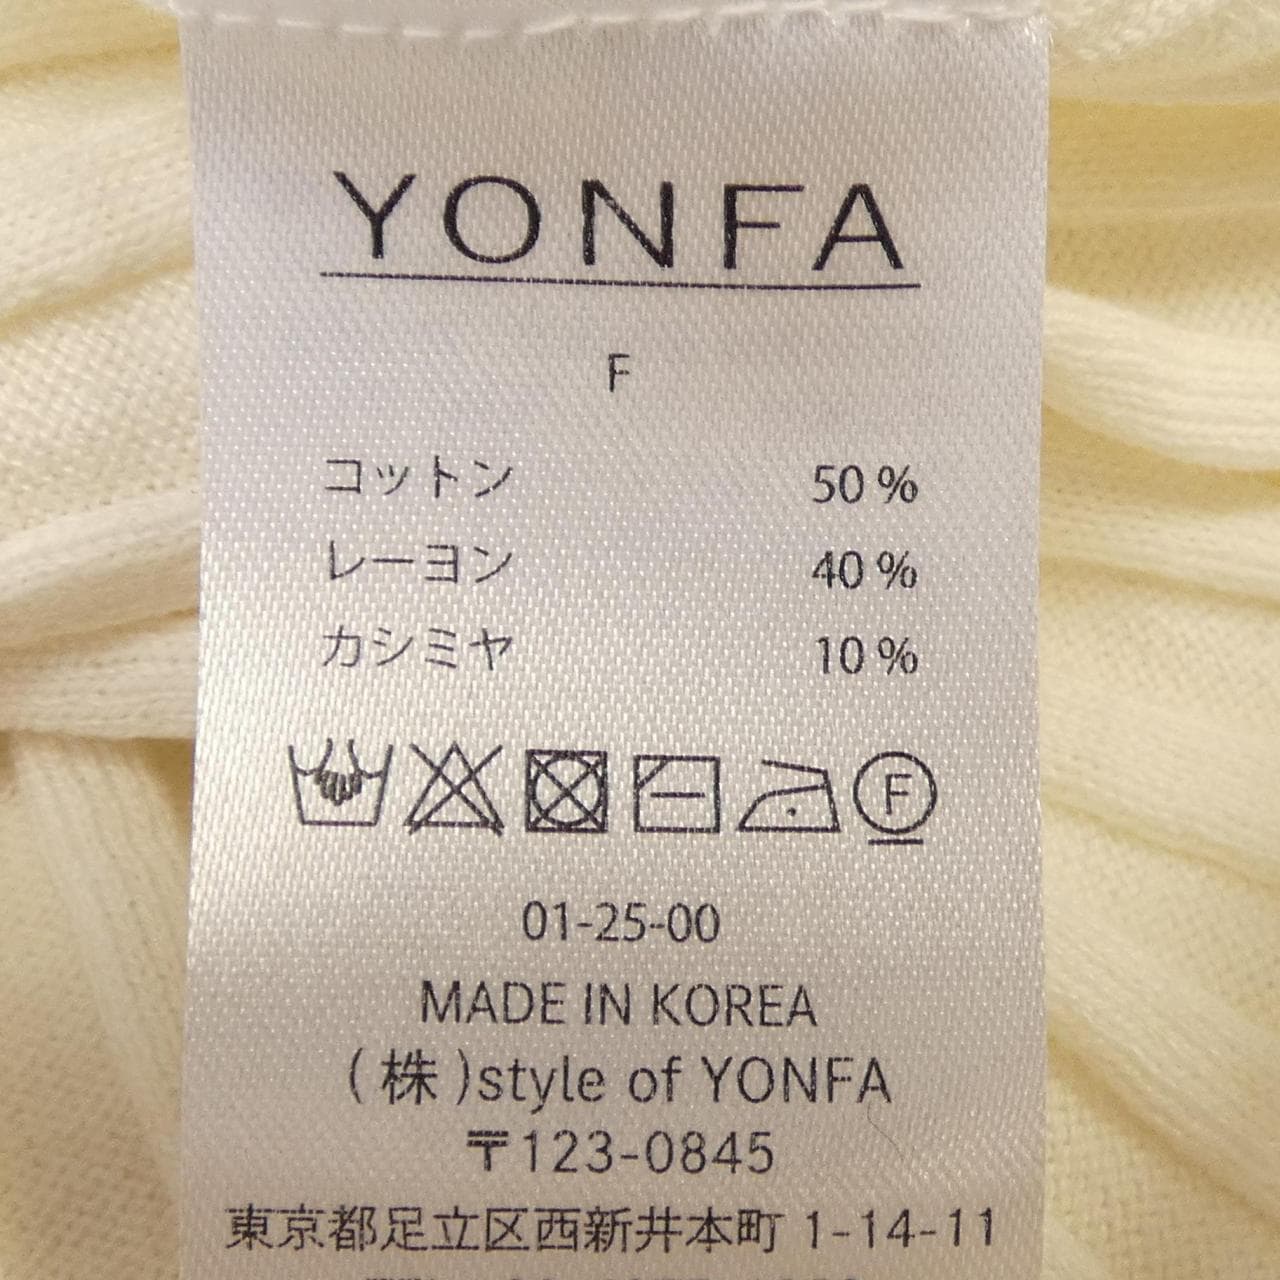 YONFA
F
コットン 50 %
レーヨン 40 %
カシミヤ 10 %
F
01-25-00
MADE IN KOREA
(株)style of YONFA
〒123-0845
東京都足立区西新井本町 1-14-11